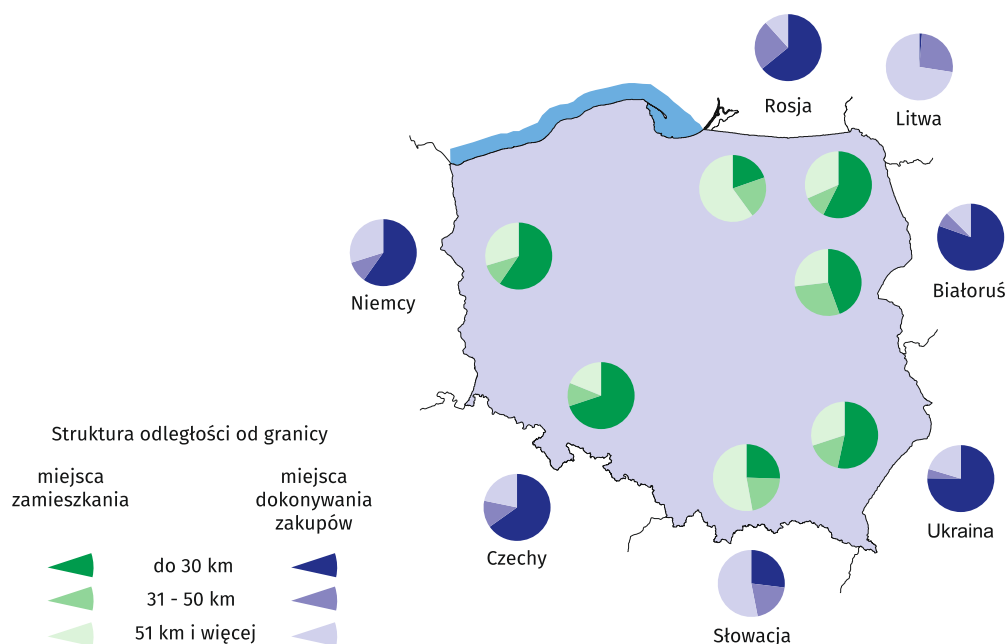 Rosja
Litwa
Niemcy
Białoruś
Struktura odległości od granicy
miejsca
zamieszkania
miejsca
dokonywania
zakupów
Czechy
Ukraina
do 30 km
31 - 50 km
51 km i więcej
Słowacja